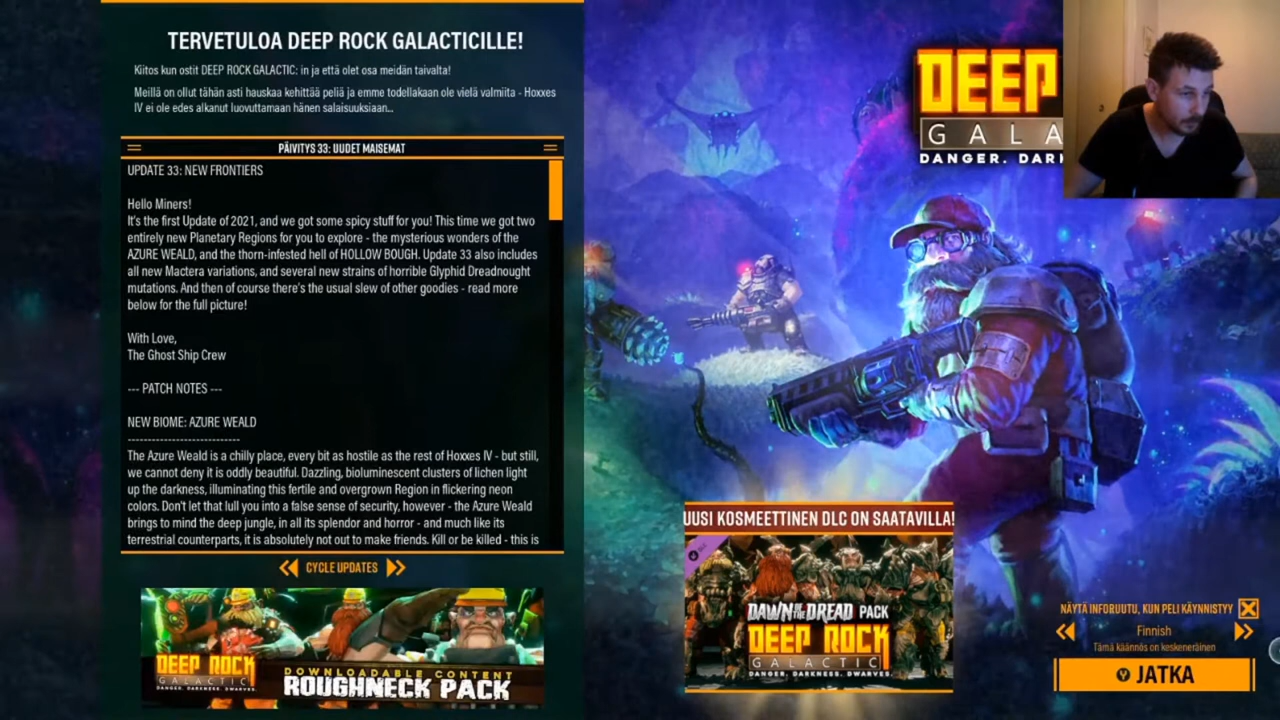 TERVETULOA DEEP ROCK GALACTICILLE!
Kiitos kun ostit DEEP ROCK GALACTIC: in ja että olet osa meidän taivalta!
Meillä on ollut tähän asti hauskaa kehittää peliä ja emme todellakaan ole vielä valmiita - Hoxxes
IV ei ole edes alkanut luovuttamaan hänen salaisuuksiaan...
PÄIVITYS 33: UUDET MAISEMAT
UPDATE 33: NEW FRONTIERS
Hello Miners!
It's the first Update of 2021, and we got some spicy stuff for you! This time we got two
entirely new Planetary Regions for you to explore - the mysterious wonders of the
AZURE WEALD, and the thorn-infested hell of HOLLOW BOUGH. Update 33 also includes
all new Mactera variations, and several new strains of horrible Glyphid Dreadnought
mutations. And then of course there's the usual slew of other goodies - read more
below for the full picture!
With Love,
The Ghost Ship Crew
--- PATCH NOTES ---
NEW BIOME: AZURE WEALD
----------------------------
The Azure Weald is a chilly place, every bit as hostile as the rest of Hoxxes IV - but still,
we cannot deny it is oddly beautiful. Dazzling, bioluminescent clusters of lichen light
up the darkness, illuminating this fertile and overgrown Region in flickering neon
colors. Don't let that lull you into a false sense of security, however - the Azure Weald
brings to mind the deep jungle, in all its splendor and horror - and much like its
terrestrial counterparts, it is absolutely not out to make friends. Kill or be killed - this is
CYCLE UPDATES
DEEP ROCK
GALACTIC
DANGER. DARKNESS. DWARVES.
DOWNLOADABLE CONTENT
ROUGHNECK PACK
DEEP
GALA
DANGER. DARK
UUSI KOSMEETTINEN DLC ON SAATAVILLA!
DLC
DAWN OF THE DREAD PACK
DEEP ROCK
GALACTIC
DANGER. DARKNESS. DWARVES.
NÄYTÄ INFORUUTU, KUN PELI KÄYNNISTYY
Finnish
Tämä käännös on keskeneräinen
Y JATKA